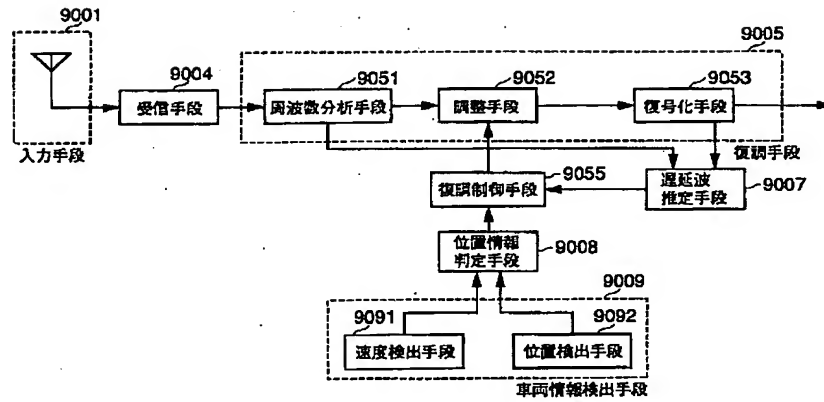 9001
9005
9004
9051
9052
9053
受信手段
周波数分析手段
調整手段
復号化手段
入力手段
復調手段
9055
復調制御手段
遅延波
推定手段
9007
位置情報
判定手段
9008
9009
9091
9092
速度検出手段
位置検出手段
車両情報検出手段